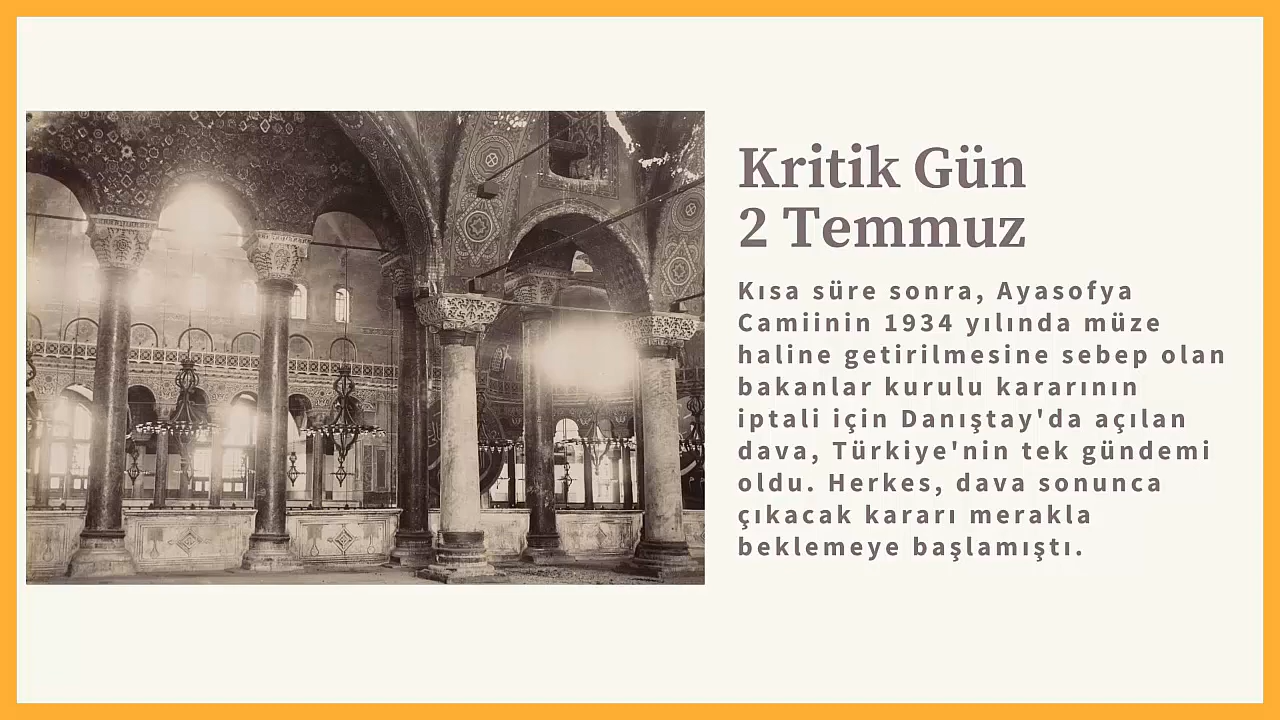 Kritik Gün
2 Temmuz
Kısa süre sonra, Ayasofya
Camiinin 1934 yılında müze
haline getirilmesine sebep olan
bakanlar kurulu kararının
iptali için Danıştay'da açılan
dava, Türkiye'nin tek gündemi
oldu. Herkes, dava sonunca
çıkacak kararı merakla
beklemeye başlamıştı.